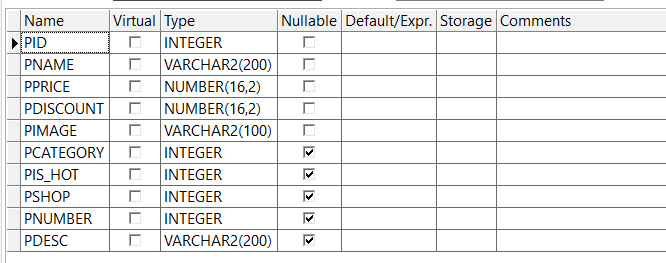 Name Virtual Type Nullable Default/Expr. Storage Comments
PID INTEGER
PNAME VARCHAR2(200)
PPRICE NUMBER(16,2)
PDISCOUNT NUMBER(16,2)
PIMAGE VARCHAR2(100)
PCATEGORY INTEGER
PIS_HOT INTEGER
PSHOP INTEGER
PNUMBER INTEGER
PDESC VARCHAR2(200)